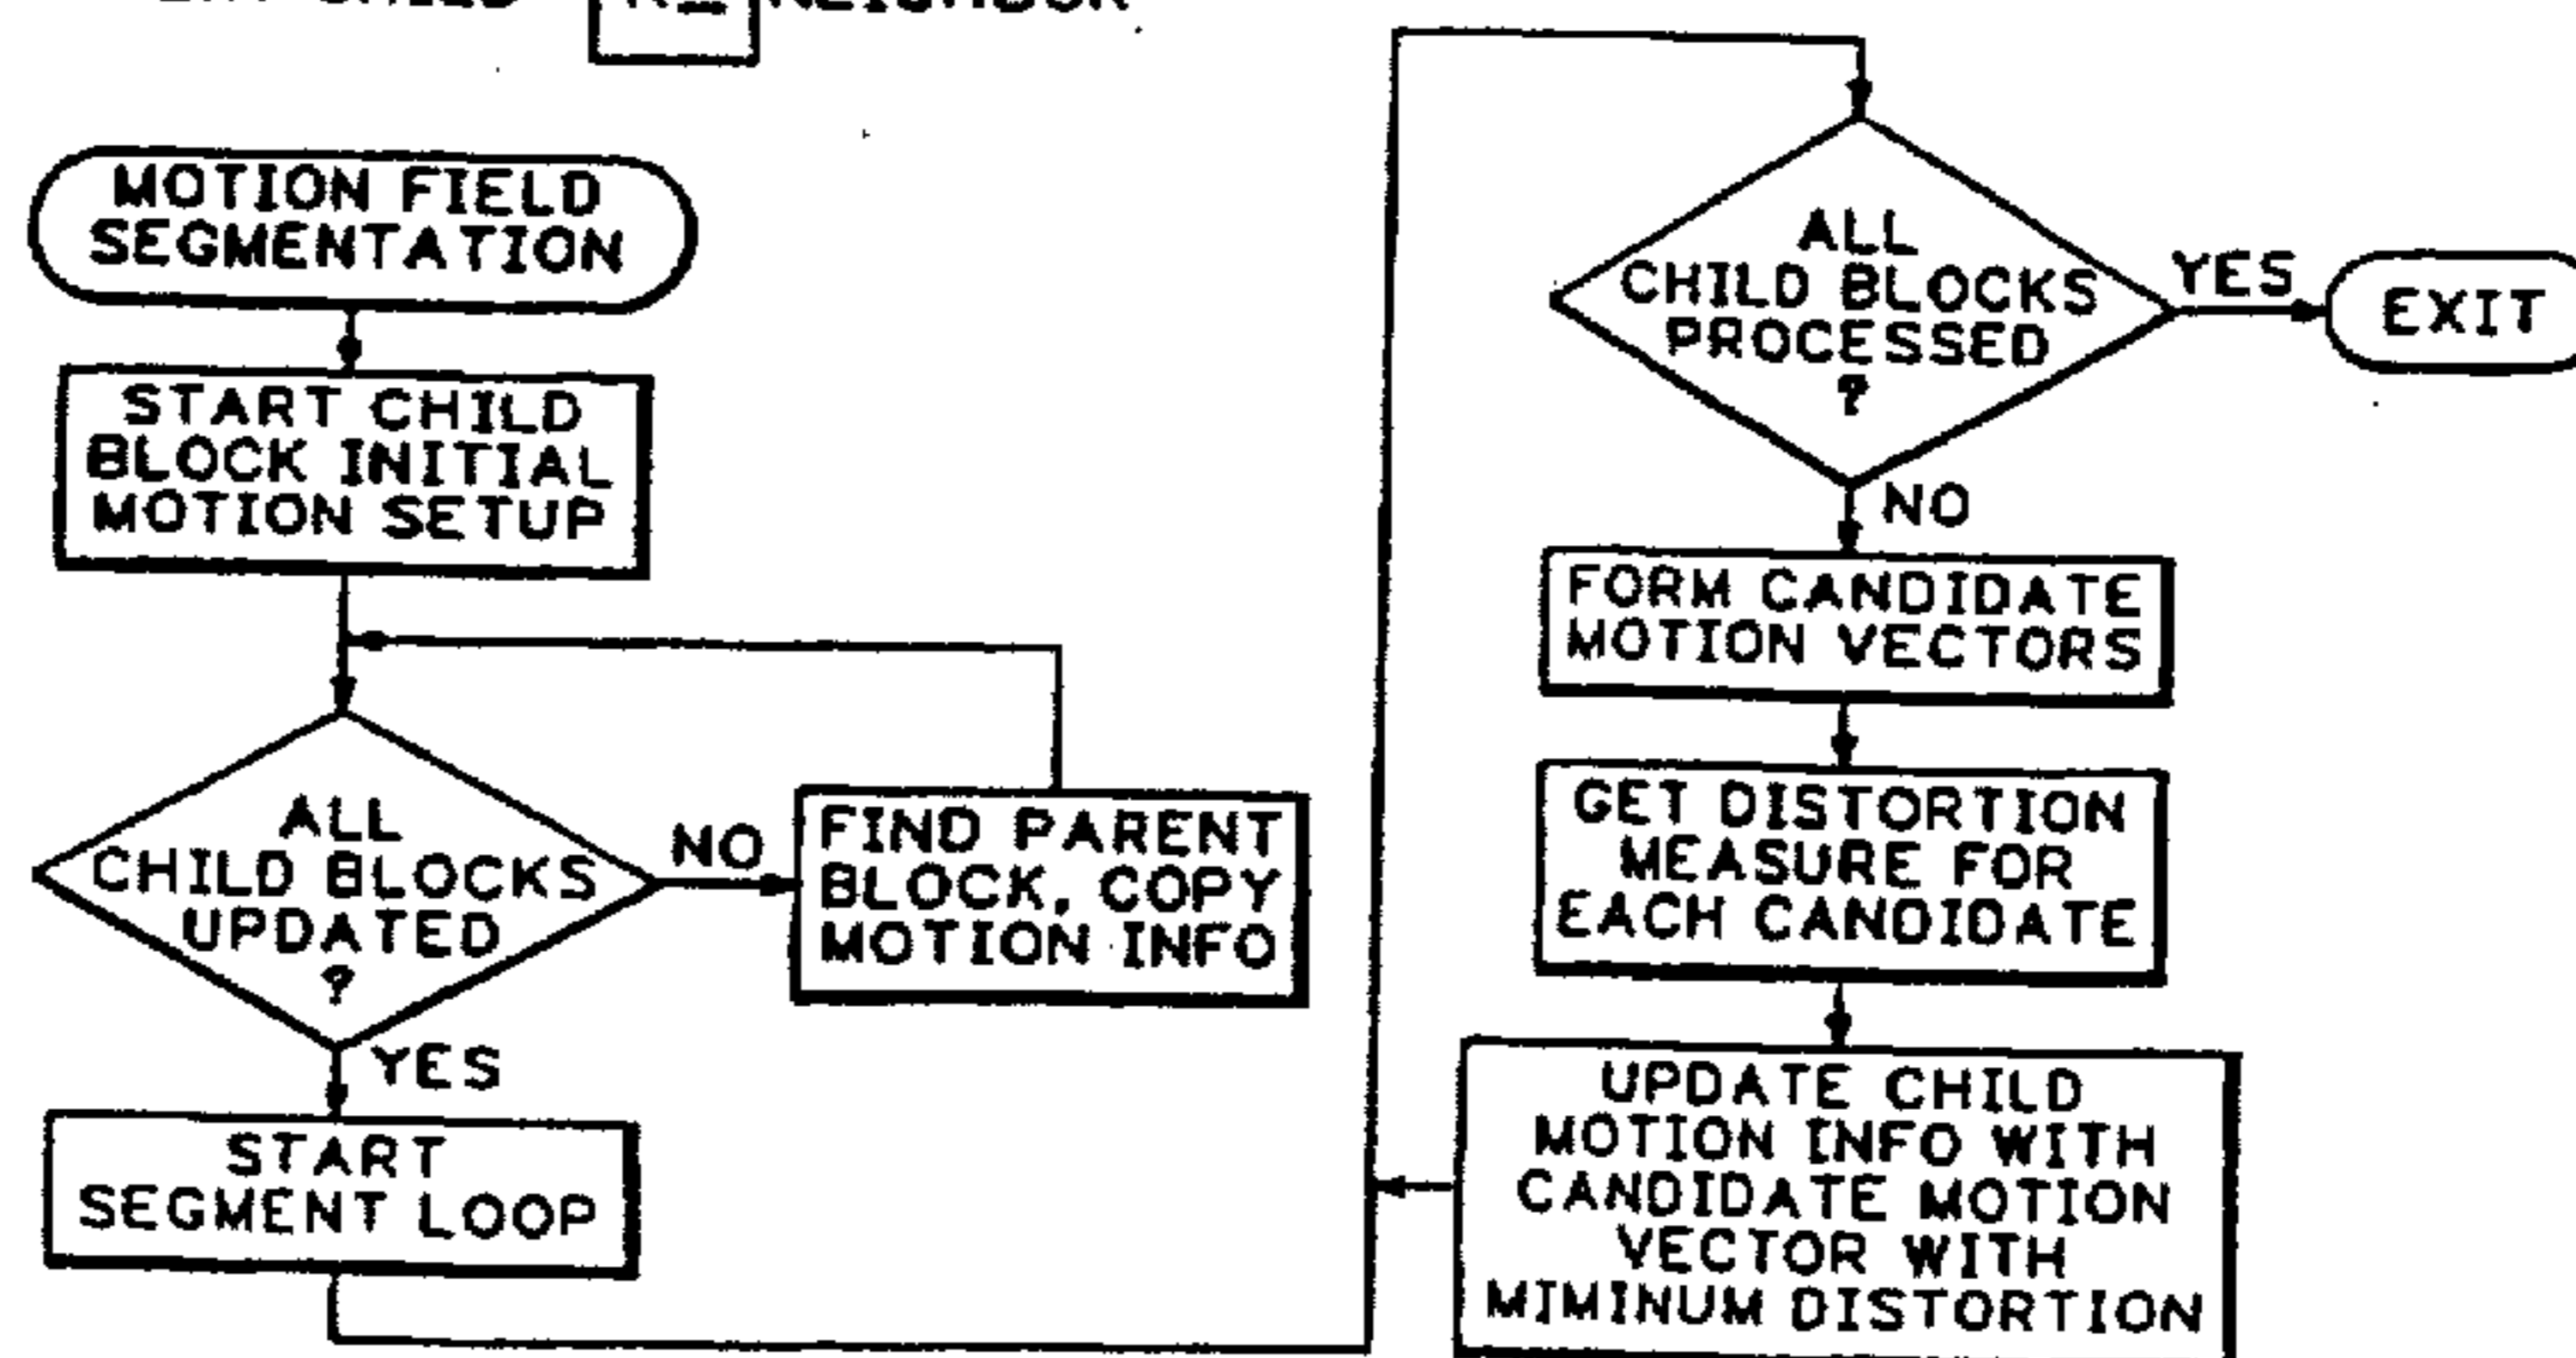 MOTION FIELD
SEGMENTATION
START CHILD
BLOCK INITIAL
MOTION SETUP
ALL
CHILD BLOCKS
UPDATED
?
NO
FIND PARENT
BLOCK, COPY
MOTION INFO
YES
START
SEGMENT LOOP
ALL
CHILD BLOCKS
PROCESSED
?
YES
EXIT
NO
FORM CANDIDATE
MOTION VECTORS
GET DISTORTION
MEASURE FOR
EACH CANDIDATE
UPDATE CHILD
MOTION INFO WITH
CANDIDATE MOTION
VECTOR WITH
MIMINUM DISTORTION